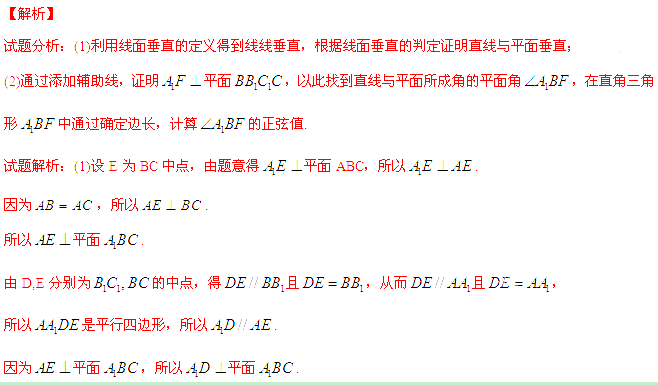 【解析】
试题分析：(1)利用线面垂直的定义得到线线垂直，根据线面垂直的判定证明直线与平面垂直；
(2)通过添加辅助线，证明 A₁F ⊥平面 BB₁C₁C，以此找到直线与平面所成角的平面角 ∠A₁BF，在直角三角
形 A₁BF 中通过确定边长，计算 ∠A₁BF 的正弦值.
试题解析：(1)设 E 为 BC 中点，由题意得 A₁E ⊥平面 ABC，所以 A₁E ⊥ AE .
因为 AB = AC ，所以 AE ⊥ BC .
所以 AE ⊥平面 A₁BC .
由 D,E 分别为 B₁C₁, BC 的中点，得 DE // BB₁ 且 DE = BB₁，从而 DE // AA₁ 且 DE = AA₁，
所以 AA₁DE 是平行四边形，所以 A₁D // AE .
因为 AE ⊥平面 A₁BC，所以 A₁D ⊥平面 A₁BC .